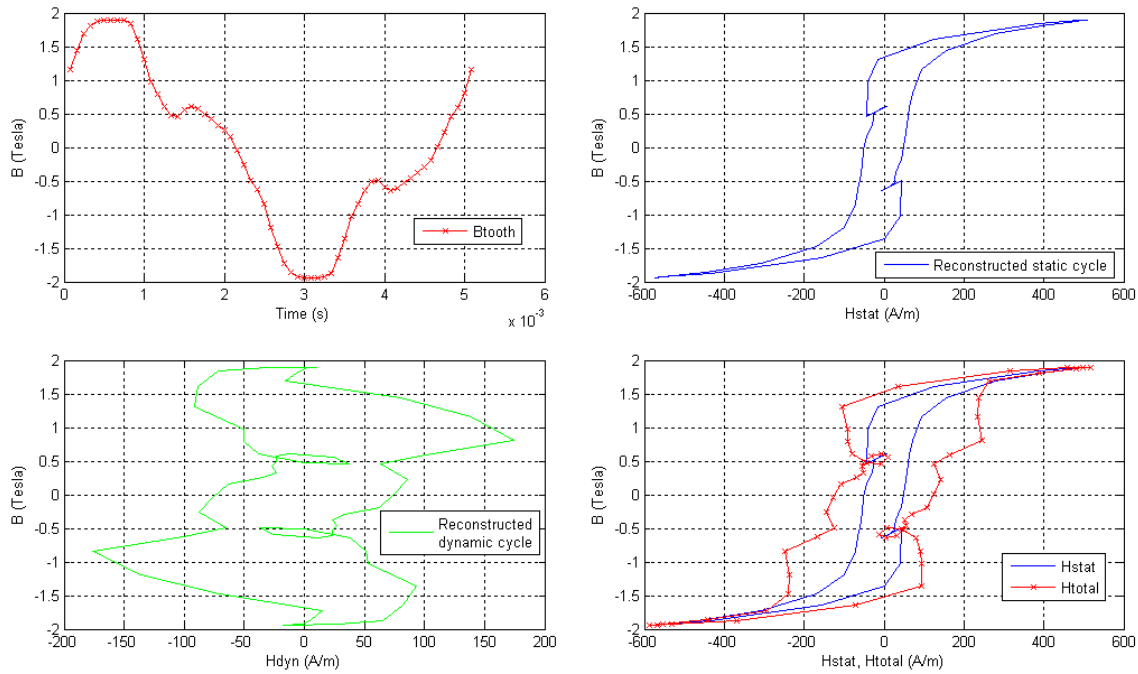 2
1.5
1
0.5
0
-0.5
-1
-1.5
-2
B (Tesla)
Btooth
0 1 2 3 4 5 6
Time (s)
x 10⁻³
2
1.5
1
0.5
0
-0.5
-1
-1.5
-2
B (Tesla)
Reconstructed static cycle
-600 -400 -200 0 200 400 600
Hstat (A/m)
2
1.5
1
0.5
0
-0.5
-1
-1.5
-2
B (Tesla)
Reconstructed
dynamic cycle
-200 -150 -100 -50 0 50 100 150 200
Hdyn (A/m)
2
1.5
1
0.5
0
-0.5
-1
-1.5
-2
B (Tesla)
Hstat
Htotal
-600 -400 -200 0 200 400 600
Hstat, Htotal (A/m)